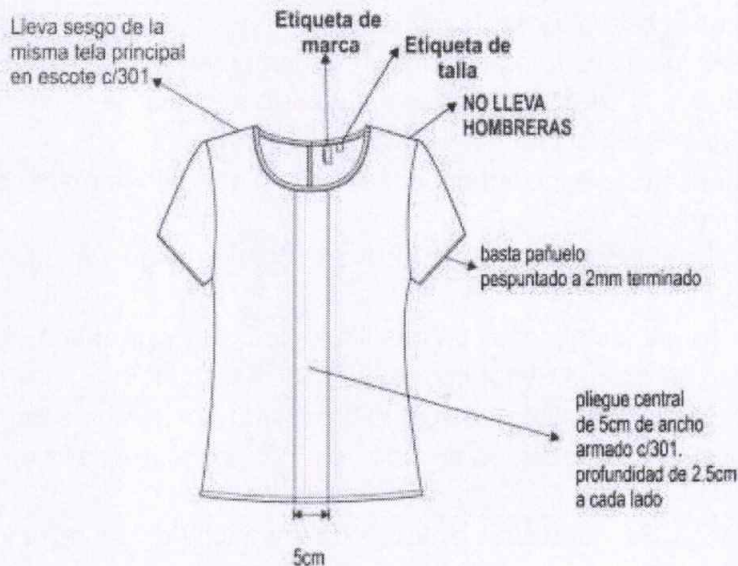 Lleva sesgo de la
misma tela principal
en escote c/301
Etiqueta de
marca
Etiqueta de
talla
NO LLEVA
HOMBRERAS
basta pañuelo
pespuntado a 2mm terminado
pliegue central
de 5cm de ancho
armado c/301.
profundidad de 2.5cm
a cada lado
5cm